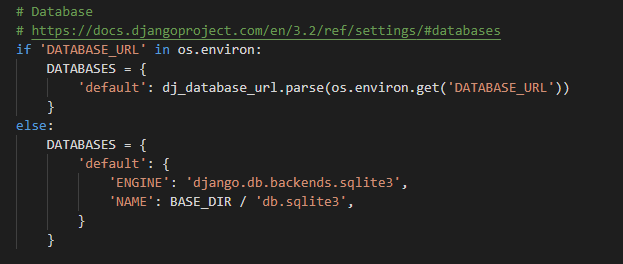 # Database
# https://docs.djangoproject.com/en/3.2/ref/settings/#databases
if 'DATABASE_URL' in os.environ:
    DATABASES = {
        'default': dj_database_url.parse(os.environ.get('DATABASE_URL'))
    }
else:
    DATABASES = {
        'default': {
            'ENGINE': 'django.db.backends.sqlite3',
            'NAME': BASE_DIR / 'db.sqlite3',
        }
    }